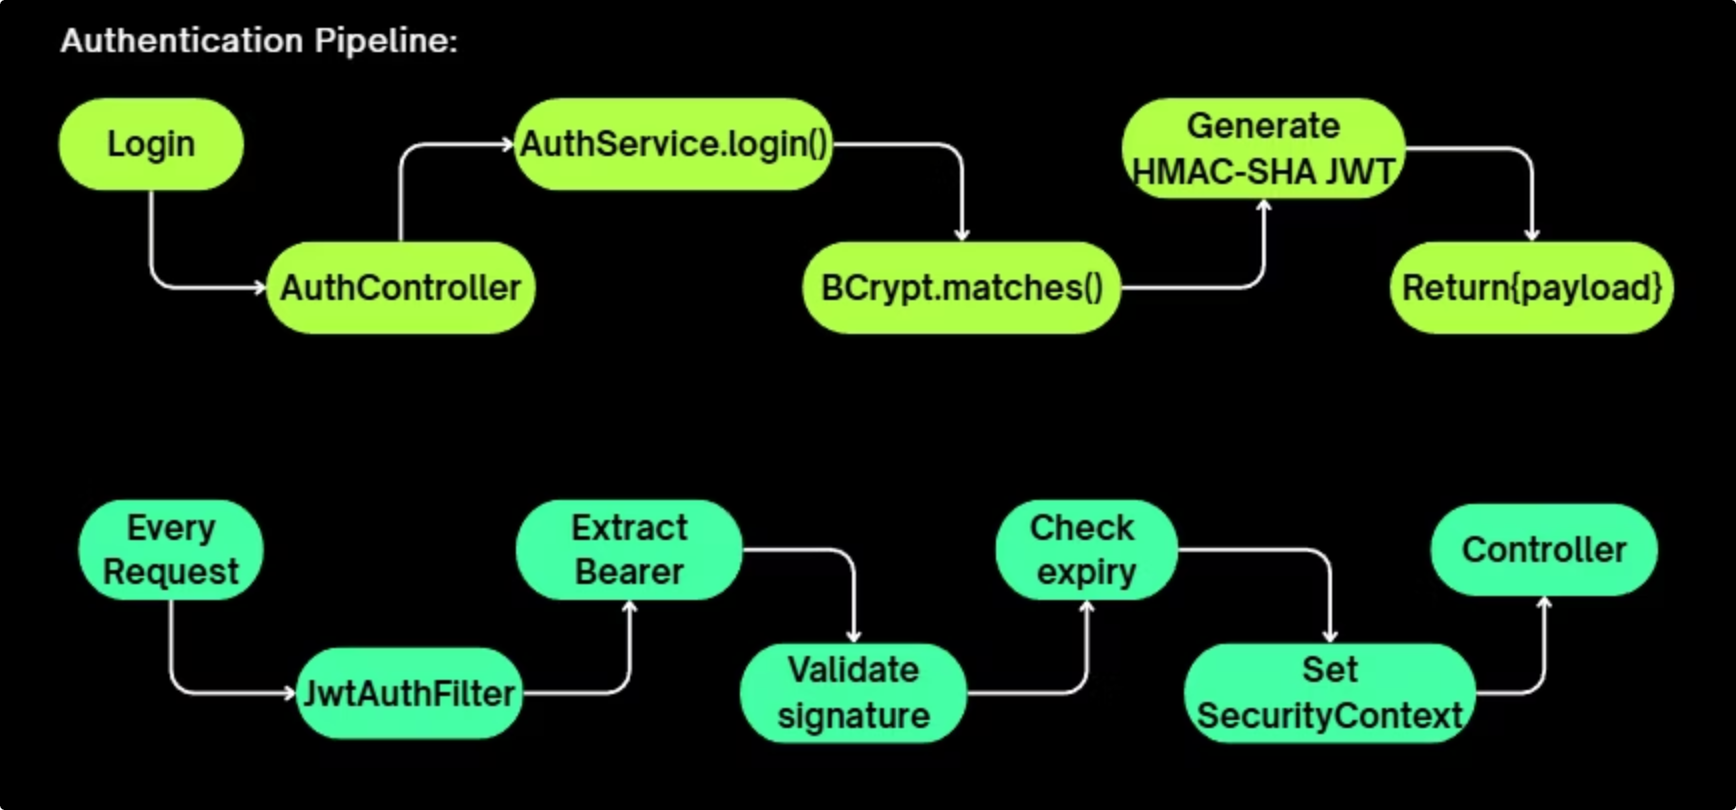 Authentication Pipeline:
Login
AuthController
AuthService.login()
BCrypt.matches()
Generate
HMAC-SHA JWT
Return{payload}
Every
Request
JwtAuthFilter
Extract
Bearer
Validate
signature
Check
expiry
Set
SecurityContext
Controller